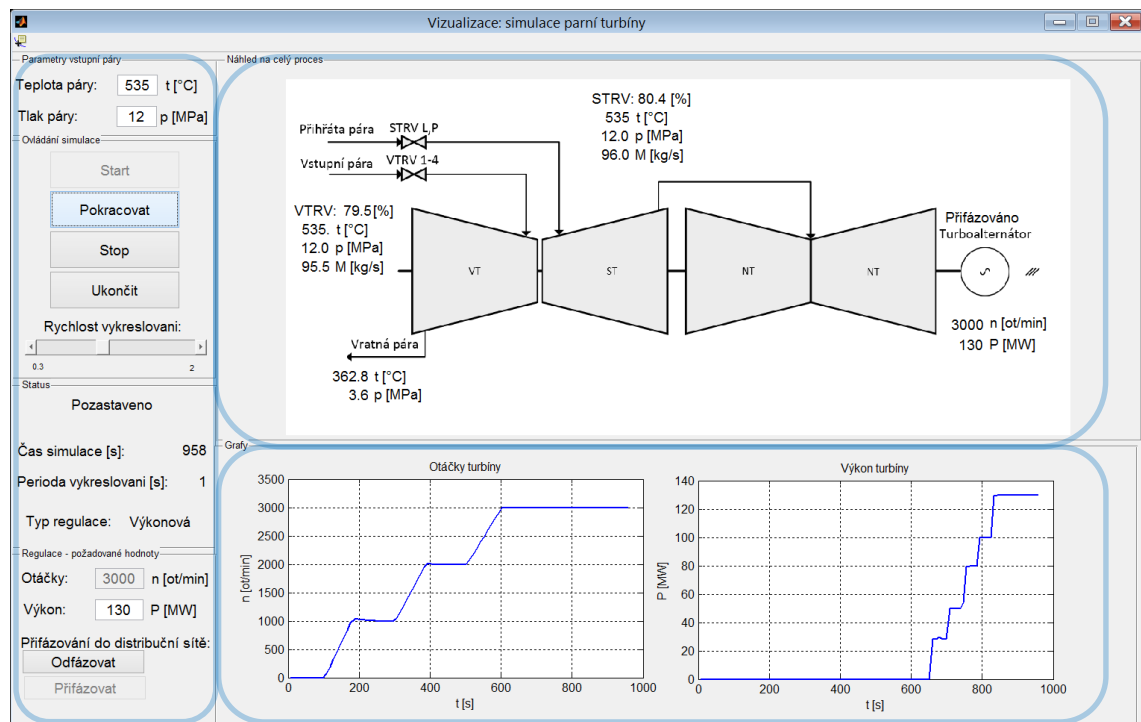 Vizualizace: simulace parní turbíny
Parametry vstupní páry
Teplota páry: 535 t [°C]
Tlak páry: 12 p [MPa]
Ovládání simulace
Start
Pokracovat
Stop
Ukončit
Rychlost vykreslovani:
0.3 2
Status
Pozastaveno
Čas simulace [s]: 958
Perioda vykreslovani [s]: 1
Typ regulace: Výkonová
Regulace - požadované hodnoty
Otáčky: 3000 n [ot/min]
Výkon: 130 P [MW]
Přifázování do distribuční sítě:
Odfázovat
Přifázovat
Náhled na celý proces
STRV: 80.4 [%]
535 t [°C]
12.0 p [MPa]
96.0 M [kg/s]
Přihřáta pára STRV L,P
Vstupní pára VTRV 1-4
VTRV: 79.5 [%]
535. t [°C]
12.0 p [MPa]
95.5 M [kg/s]
VT ST NT NT
Přifázováno
Turboalternátor
3000 n [ot/min]
130 P [MW]
Vratná pára
362.8 t [°C]
3.6 p [MPa]
Grafy
Otáčky turbíny
n [ot/min]
3500
3000
2500
2000
1500
1000
500
0
0 200 400 600 800 1000
t [s]
Výkon turbíny
P [MW]
140
120
100
80
60
40
20
0
0 200 400 600 800 1000
t [s]